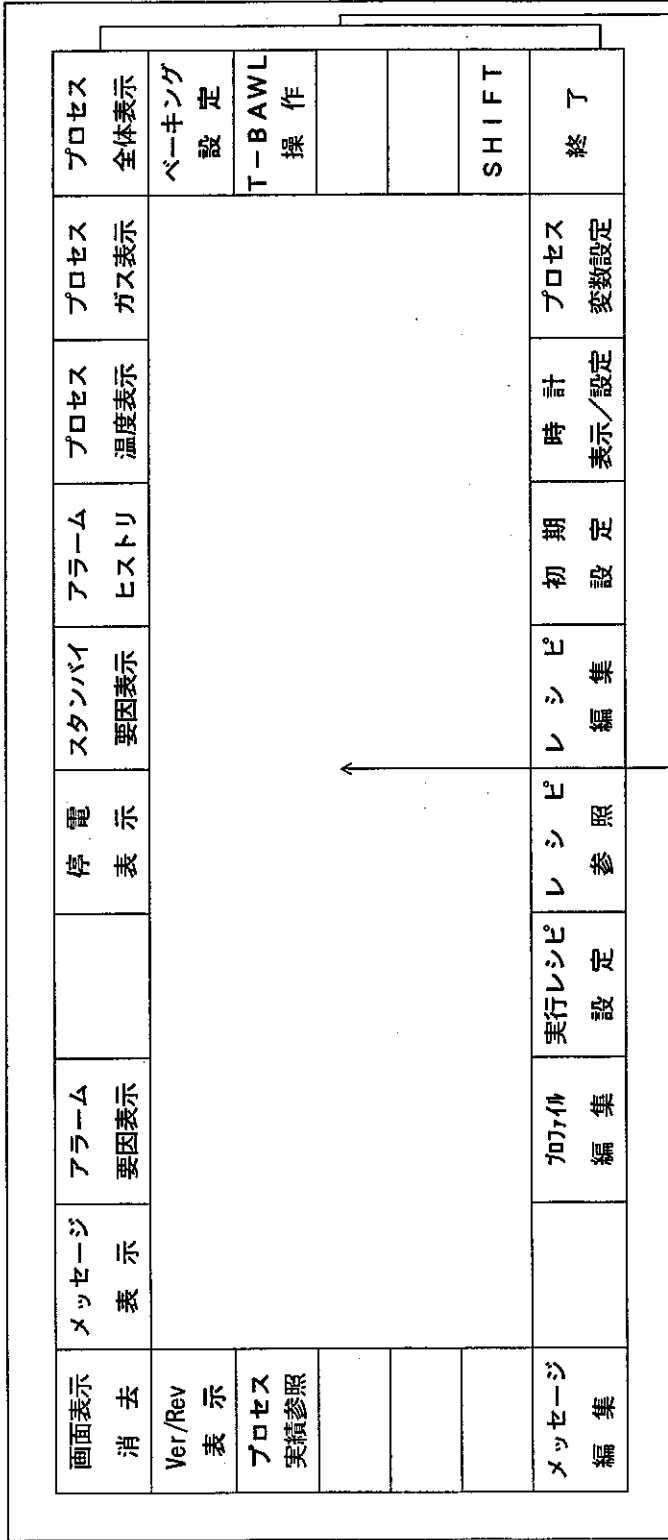 画面表示
消去
メッセージ
表示
アラーム
要因表示
停電
表示
スタンバイ
要因表示
アラーム
ヒストリ
プロセス
温度表示
プロセス
ガス表示
プロセス
全体表示
Ver/Rev
表示
ベーキング
設定
プロセス
実績参照
T-BAWL
操作
SHIFT
メッセージ
編集
プロファイル
編集
実行レシピ
設定
レシピ
参照
レシピ
編集
初期
設定
時計
表示/設定
プロセス
変数設定
終了